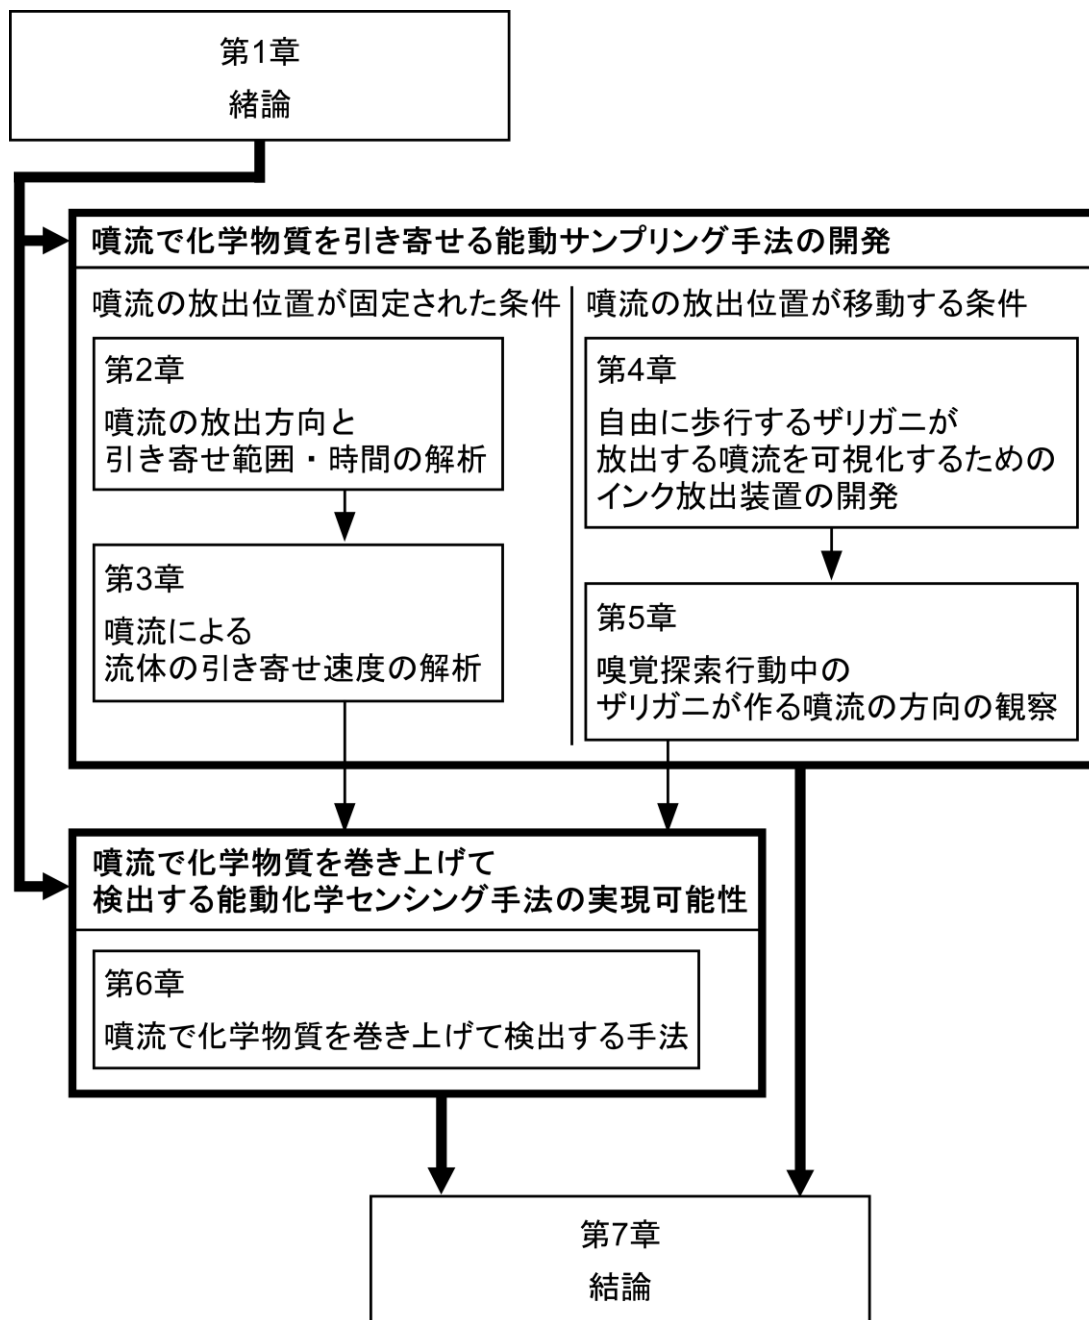 第1章
緒論
噴流で化学物質を引き寄せる能動サンプリング手法の開発
噴流の放出位置が固定された条件
第2章
噴流の放出方向と
引き寄せ範囲・時間の解析
第3章
噴流による
流体の引き寄せ速度の解析
噴流の放出位置が移動する条件
第4章
自由に歩行するザリガニが
放出する噴流を可視化するための
インク放出装置の開発
第5章
嗅覚探索行動中の
ザリガニが作る噴流の方向の観察
噴流で化学物質を巻き上げて
検出する能動化学センシング手法の実現可能性
第6章
噴流で化学物質を巻き上げて検出する手法
第7章
結論